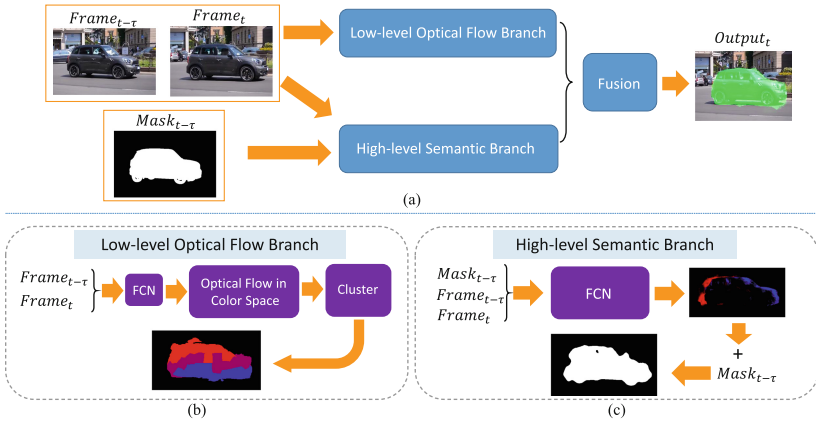 Frame_{t−τ}
Frame_t
Low-level Optical Flow Branch
Output_t
Fusion
Mask_{t−τ}
High-level Semantic Branch
(a)
Low-level Optical Flow Branch
Frame_{t−τ}
Frame_t
FCN
Optical Flow in
Color Space
Cluster
(b)
High-level Semantic Branch
Mask_{t−τ}
Frame_{t−τ}
Frame_t
FCN
+
Mask_{t−τ}
(c)